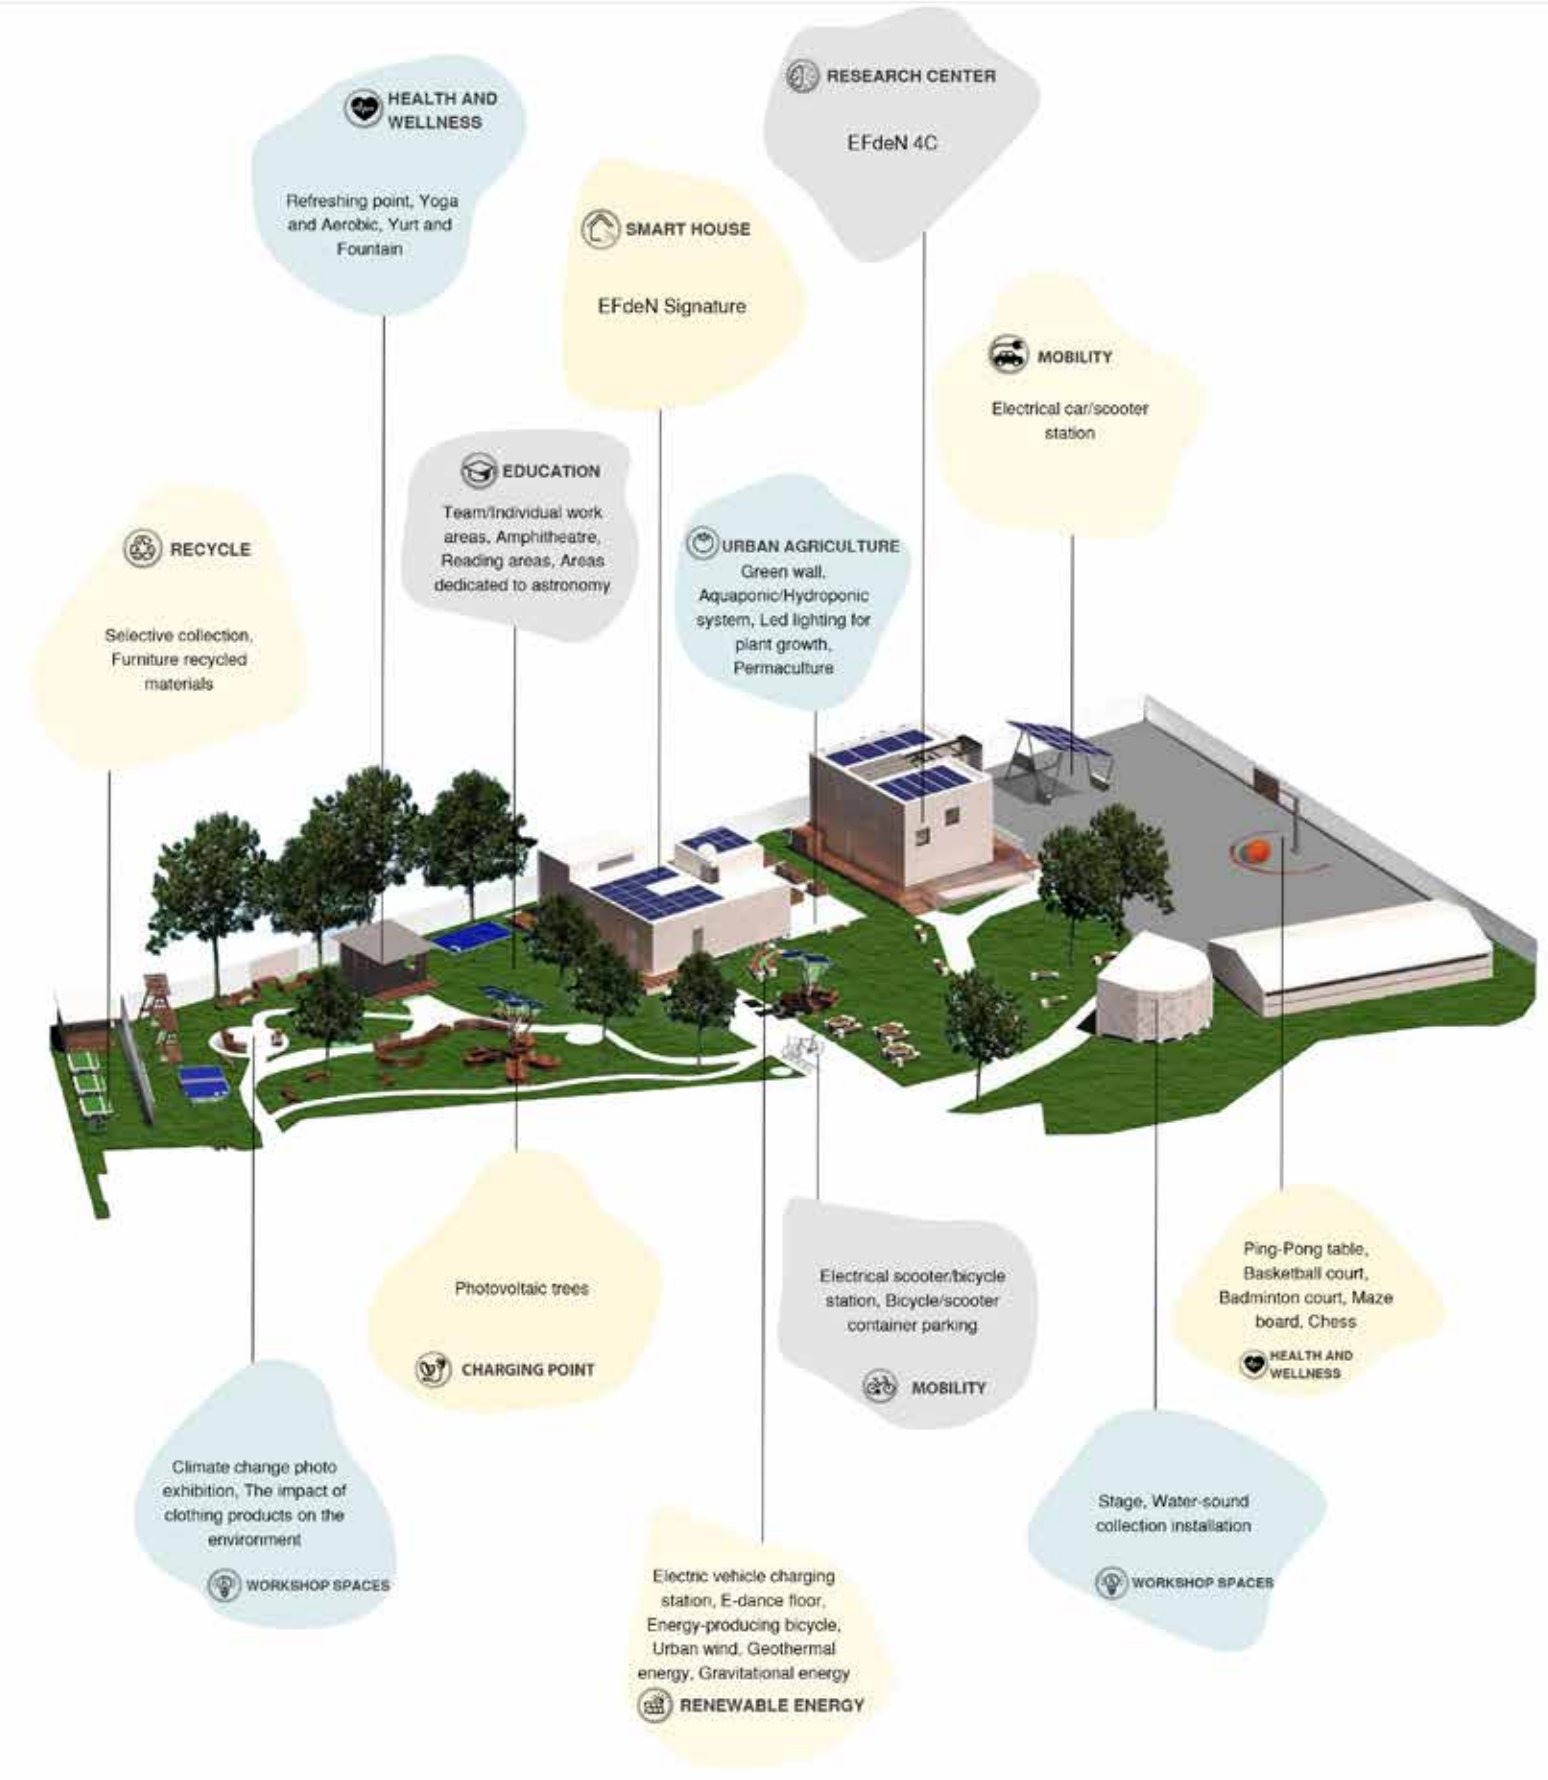 RESEARCH CENTER
EFdeN 4C
HEALTH AND
WELLNESS
Refreshing point, Yoga
and Aerobic, Yurt and
Fountain
SMART HOUSE
EFdeN Signature
MOBILITY
Electrical car/scooter
station
EDUCATION
Team/Individual work
areas, Amphitheatre,
Reading areas, Areas
dedicated to astronomy
URBAN AGRICULTURE
Green wall,
Aquaponic/Hydroponic
system, Led lighting for
plant growth,
Permaculture
RECYCLE
Selective collection,
Furniture recycled
materials
Photovoltaic trees
CHARGING POINT
Electrical scooter/bicycle
station, Bicycle/scooter
container parking
MOBILITY
Ping-Pong table,
Basketball court,
Badminton court, Maze
board, Chess
HEALTH AND
WELLNESS
Climate change photo
exhibition, The impact of
clothing products on the
environment
WORKSHOP SPACES
Stage, Water-sound
collection installation
WORKSHOP SPACES
Electric vehicle charging
station, E-dance floor,
Energy-producing bicycle,
Urban wind, Geothermal
energy, Gravitational energy
RENEWABLE ENERGY